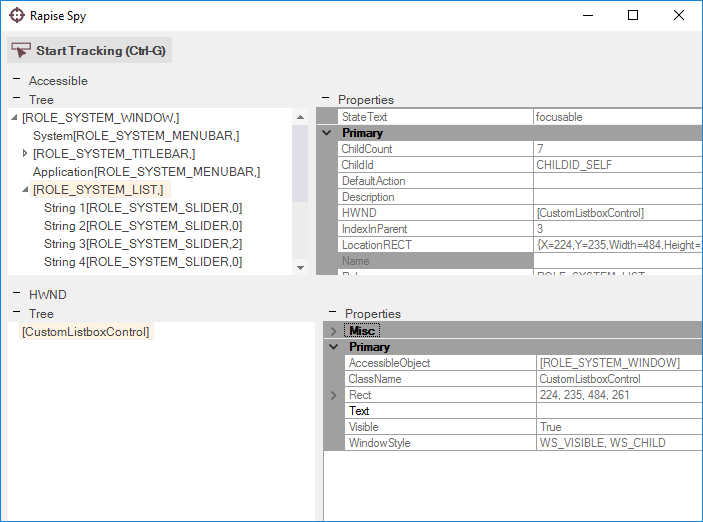 Rapise Spy
Start Tracking (Ctrl-G)
Accessible
Tree
[ROLE_SYSTEM_WINDOW,]
System[ROLE_SYSTEM_MENUBAR,]
[ROLE_SYSTEM_TITLEBAR,]
Application[ROLE_SYSTEM_MENUBAR,]
[ROLE_SYSTEM_LIST,]
String 1[ROLE_SYSTEM_SLIDER,0]
String 2[ROLE_SYSTEM_SLIDER,0]
String 3[ROLE_SYSTEM_SLIDER,2]
String 4[ROLE_SYSTEM_SLIDER,0]
Properties
StateText focusable
Primary
ChildCount 7
ChildId CHILDID_SELF
DefaultAction
Description
HWND [CustomListboxControl]
IndexInParent 3
LocationRECT {X=224,Y=235,Width=484,Height=
Name
ROLE_SYSTEM_LIST
HWND
Tree
[CustomListboxControl]
Properties
Misc
Primary
AccessibleObject [ROLE_SYSTEM_WINDOW]
ClassName CustomListboxControl
Rect 224, 235, 484, 261
Text
Visible True
WindowStyle WS_VISIBLE, WS_CHILD